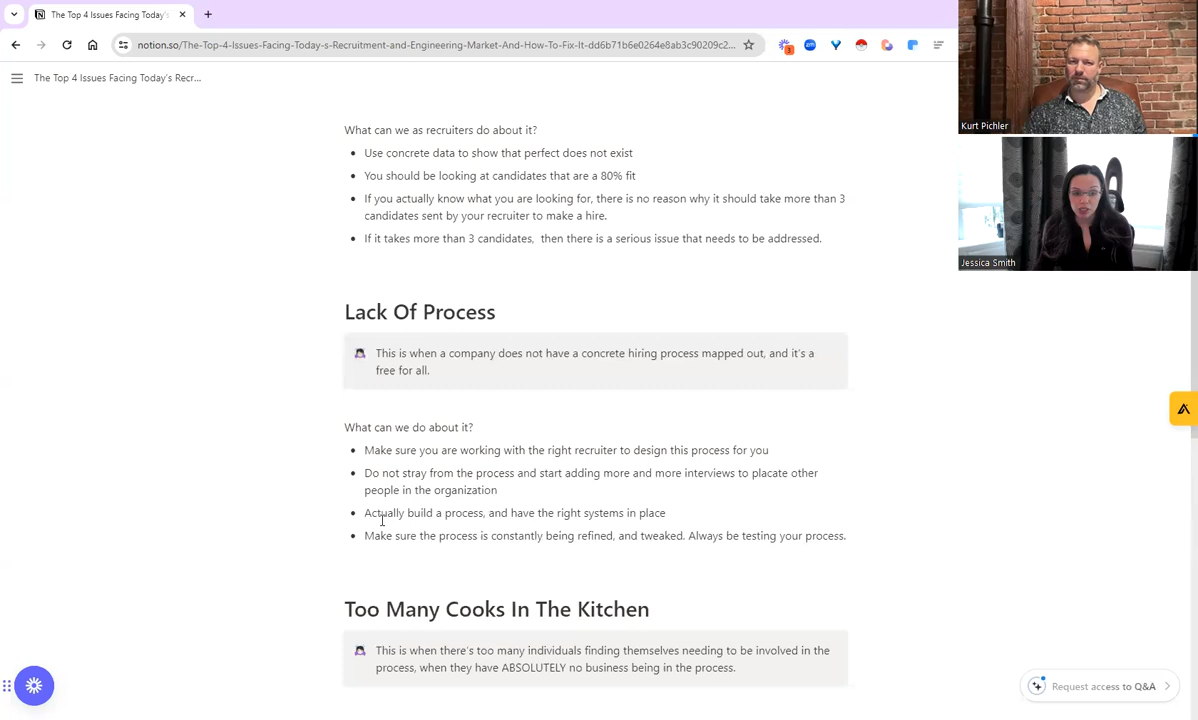 The Top 4 Issues Facing Today's
notion.so/The-Top-4-Issues-Facing-Today-s-Recruitment-and-Engineering-Market-And-How-To-Fix-It-dd6b71b6e0264e8ab3c90209c2...
3
The Top 4 Issues Facing Today's Recr...
Kurt Pichler
Jessica Smith
What can we as recruiters do about it?
• Use concrete data to show that perfect does not exist
• You should be looking at candidates that are a 80% fit
• If you actually know what you are looking for, there is no reason why it should take more than 3
candidates sent by your recruiter to make a hire.
• If it takes more than 3 candidates, then there is a serious issue that needs to be addressed.
Lack Of Process
This is when a company does not have a concrete hiring process mapped out, and it's a
free for all.
What can we do about it?
• Make sure you are working with the right recruiter to design this process for you
• Do not stray from the process and start adding more and more interviews to placate other
people in the organization
• Actually build a process, and have the right systems in place
• Make sure the process is constantly being refined, and tweaked. Always be testing your process.
Too Many Cooks In The Kitchen
This is when there's too many individuals finding themselves needing to be involved in the
process, when they have ABSOLUTELY no business being in the process.
Request access to Q&A